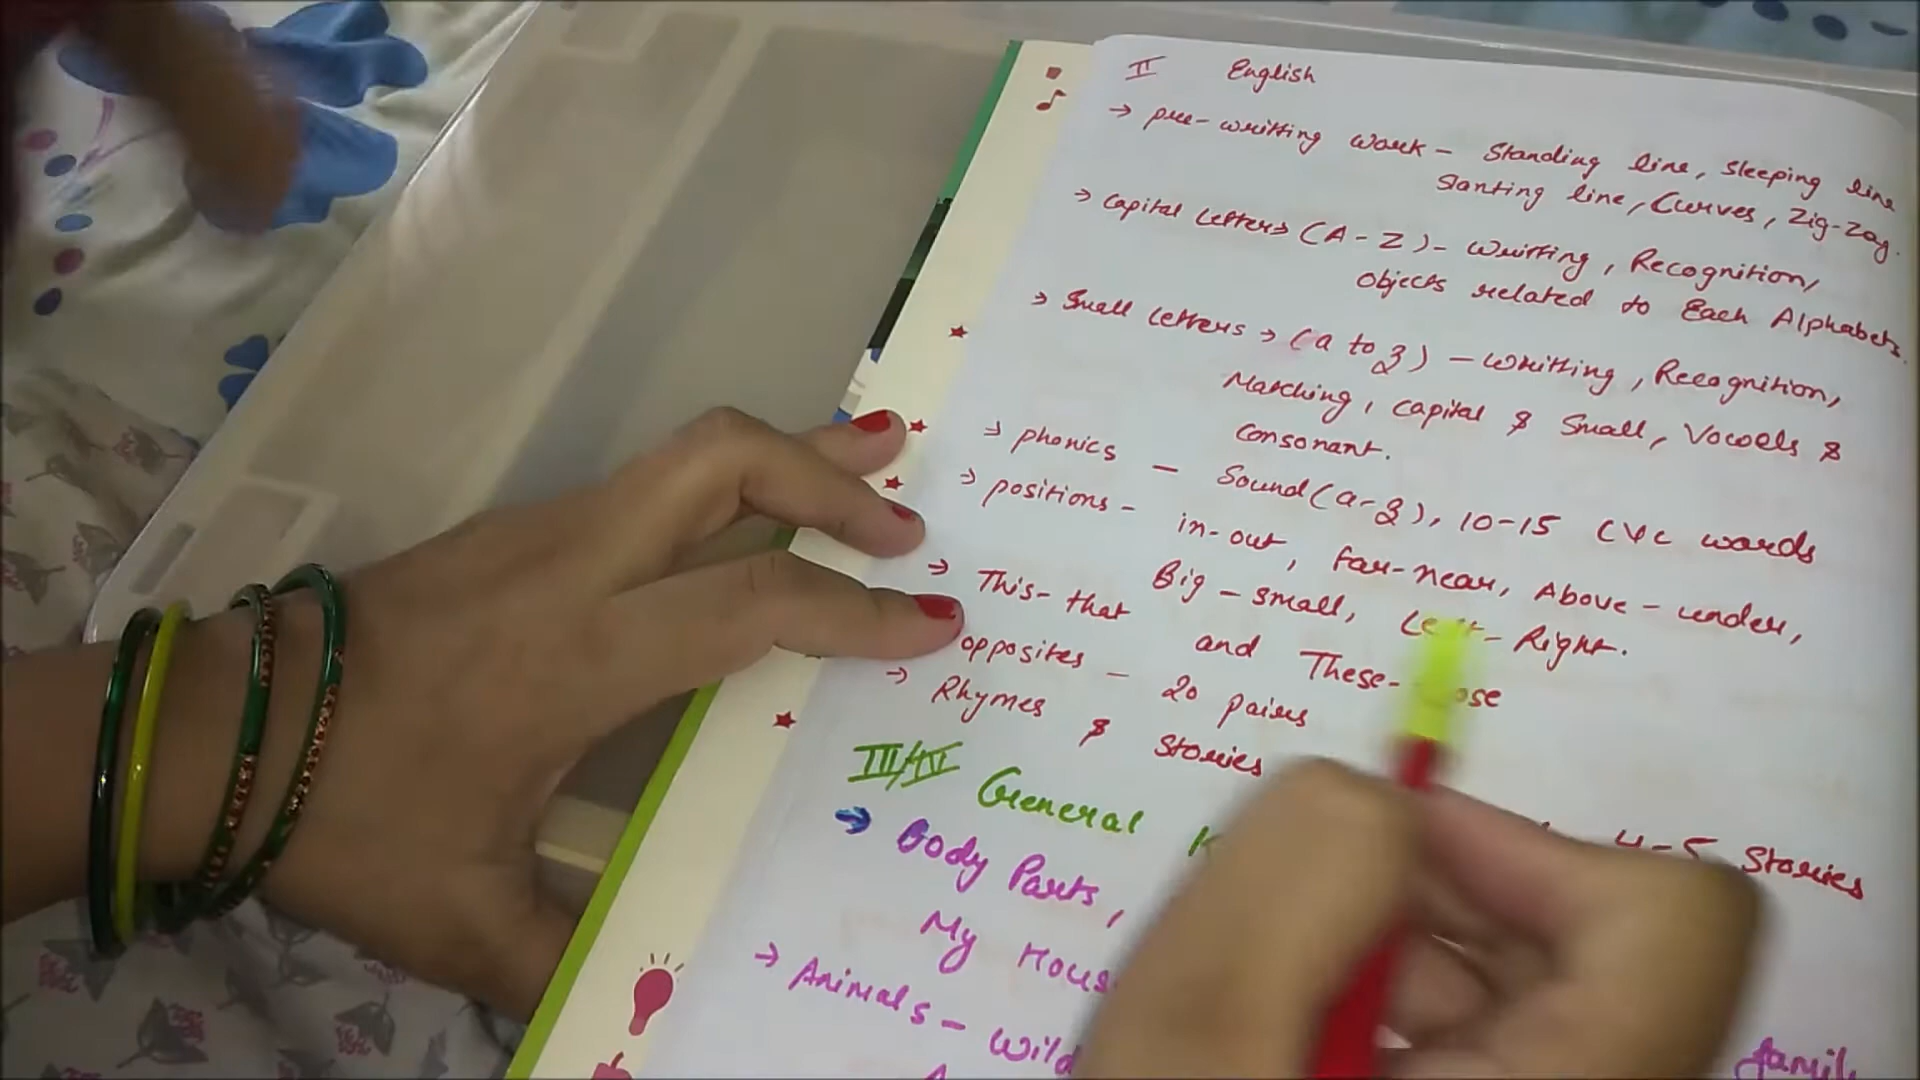 II English
→ pre-writting work - Standing line, Sleeping line
Slanting line, Curves, Zig-Zag.
→ Capital letters (A-Z) - writting, Recognition,
Objects related to Each Alphabets.
→ Small letters → (a to z) - writting, Recognition,
Matching, capital & Small, Vowels &
consonant.
→ phonics - Sound (a-z), 10-15 CVC words
→ positions - in-out, Far-near, Above-under,
Big-small, Left-Right.
→ This-that and These-
opposites - 20 pairs
→ Rhymes & Stories 4-5 Stories
III/IV General
→ Body Parts,
My
→ Animals - Wild